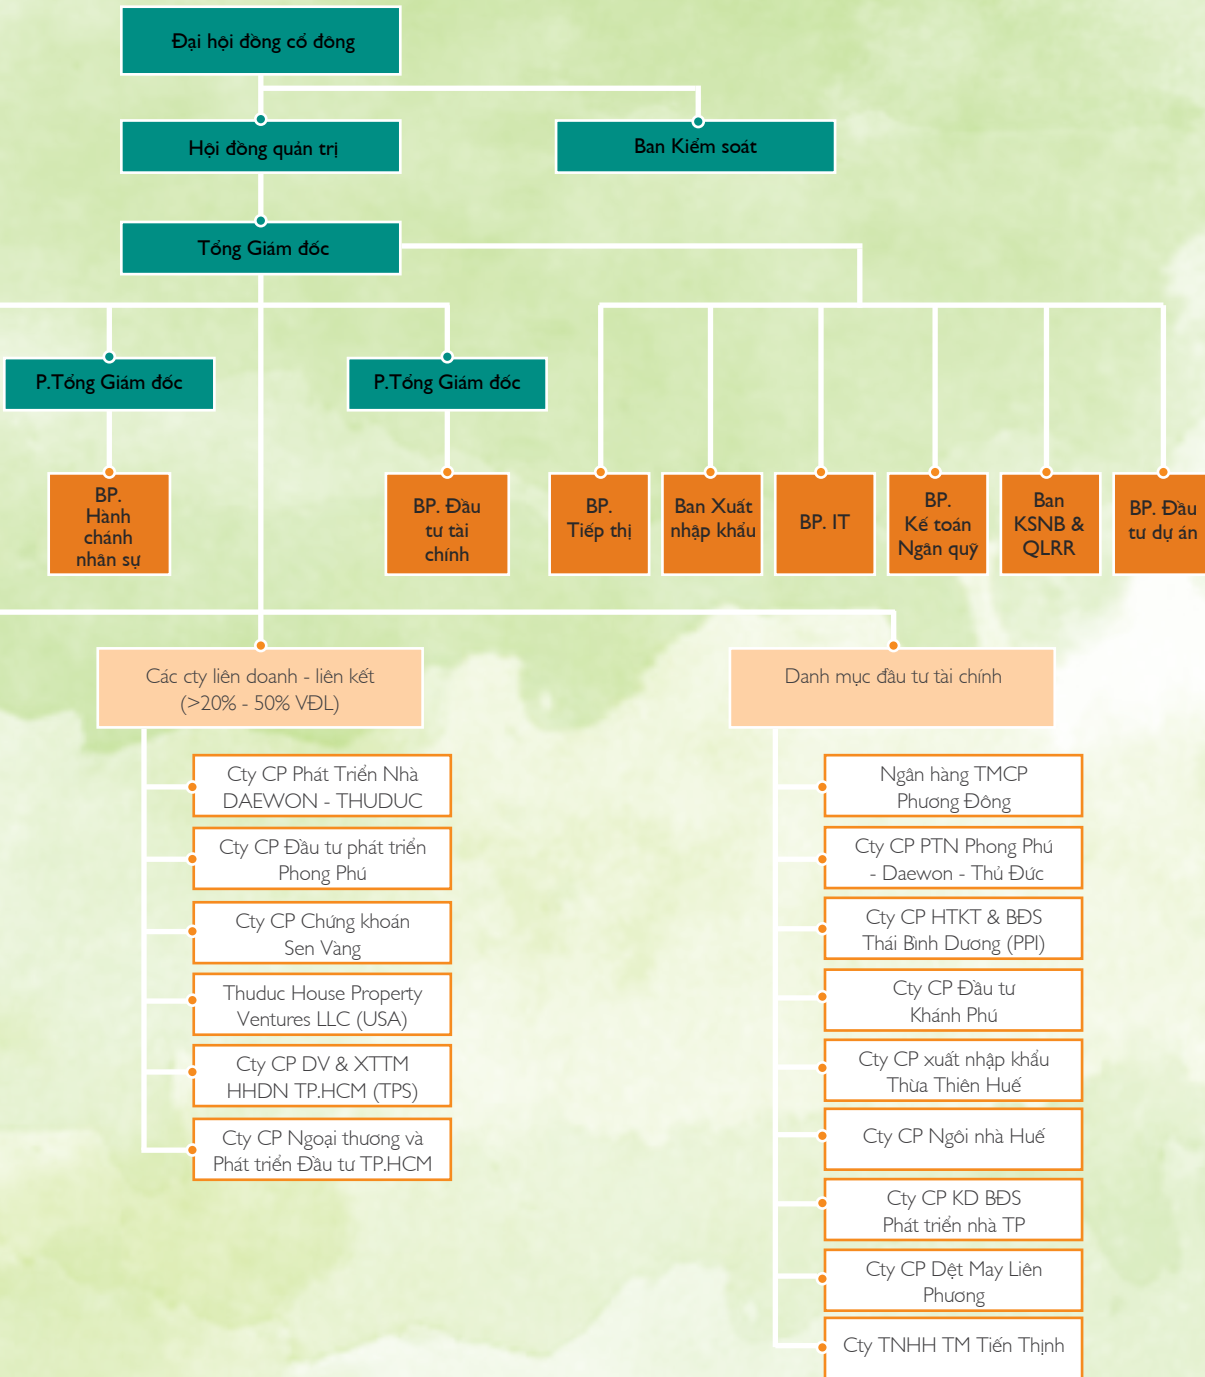 Đại hội đồng cổ đông
Hội đồng quản trị
Ban Kiểm soát
Tổng Giám đốc
P.Tổng Giám đốc
P.Tổng Giám đốc
BP.
Hành
chánh
nhân sự
BP. Đầu
tư tài
chính
BP.
Tiếp thị
Ban Xuất
nhập khẩu
BP. IT
BP.
Kế toán
Ngân quỹ
Ban
KSNB &
QLRR
BP. Đầu
tư dự án
Các cty liên doanh - liên kết
(>20% - 50% VĐL)
Cty CP Phát Triển Nhà
DAEWON - THUDUC
Cty CP Đầu tư phát triển
Phong Phú
Cty CP Chứng khoán
Sen Vàng
Thuduc House Property
Ventures LLC (USA)
Cty CP DV & XTTM
HHDN TP.HCM (TPS)
Cty CP Ngoại thương và
Phát triển Đầu tư TP.HCM
Danh mục đầu tư tài chính
Ngân hàng TMCP
Phương Đông
Cty CP PTN Phong Phú
- Daewon - Thủ Đức
Cty CP HTKT & BĐS
Thái Bình Dương (PPI)
Cty CP Đầu tư
Khánh Phú
Cty CP xuất nhập khẩu
Thừa Thiên Huế
Cty CP Ngôi nhà Huế
Cty CP KD BĐS
Phát triển nhà TP
Cty CP Dệt May Liên
Phương
Cty TNHH TM Tiến Thịnh